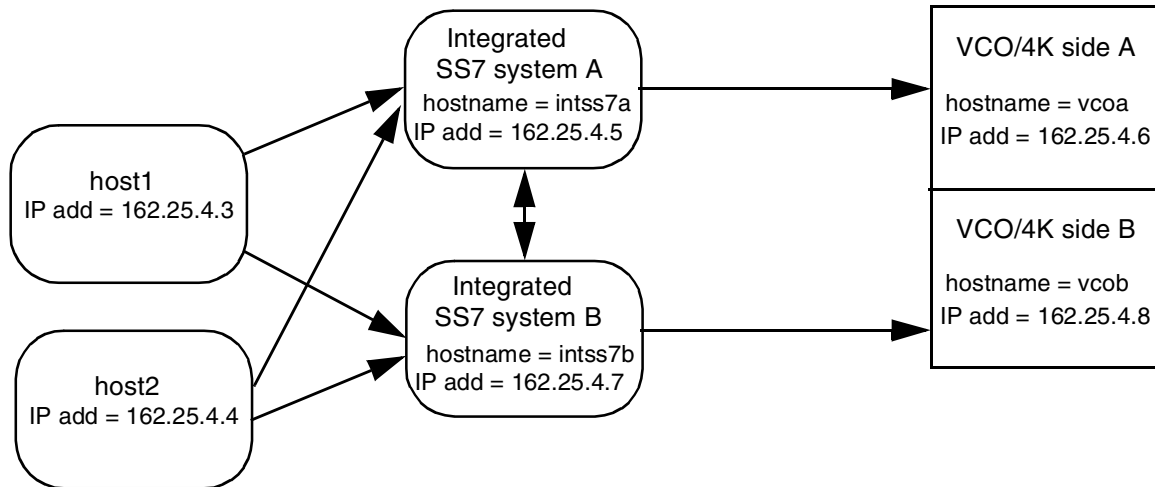 host1
IP add = 162.25.4.3
host2
IP add = 162.25.4.4
Integrated
SS7 system A
hostname = intss7a
IP add = 162.25.4.5
Integrated
SS7 system B
hostname = intss7b
IP add = 162.25.4.7
VCO/4K side A
hostname = vcoa
IP add = 162.25.4.6
VCO/4K side B
hostname = vcob
IP add = 162.25.4.8